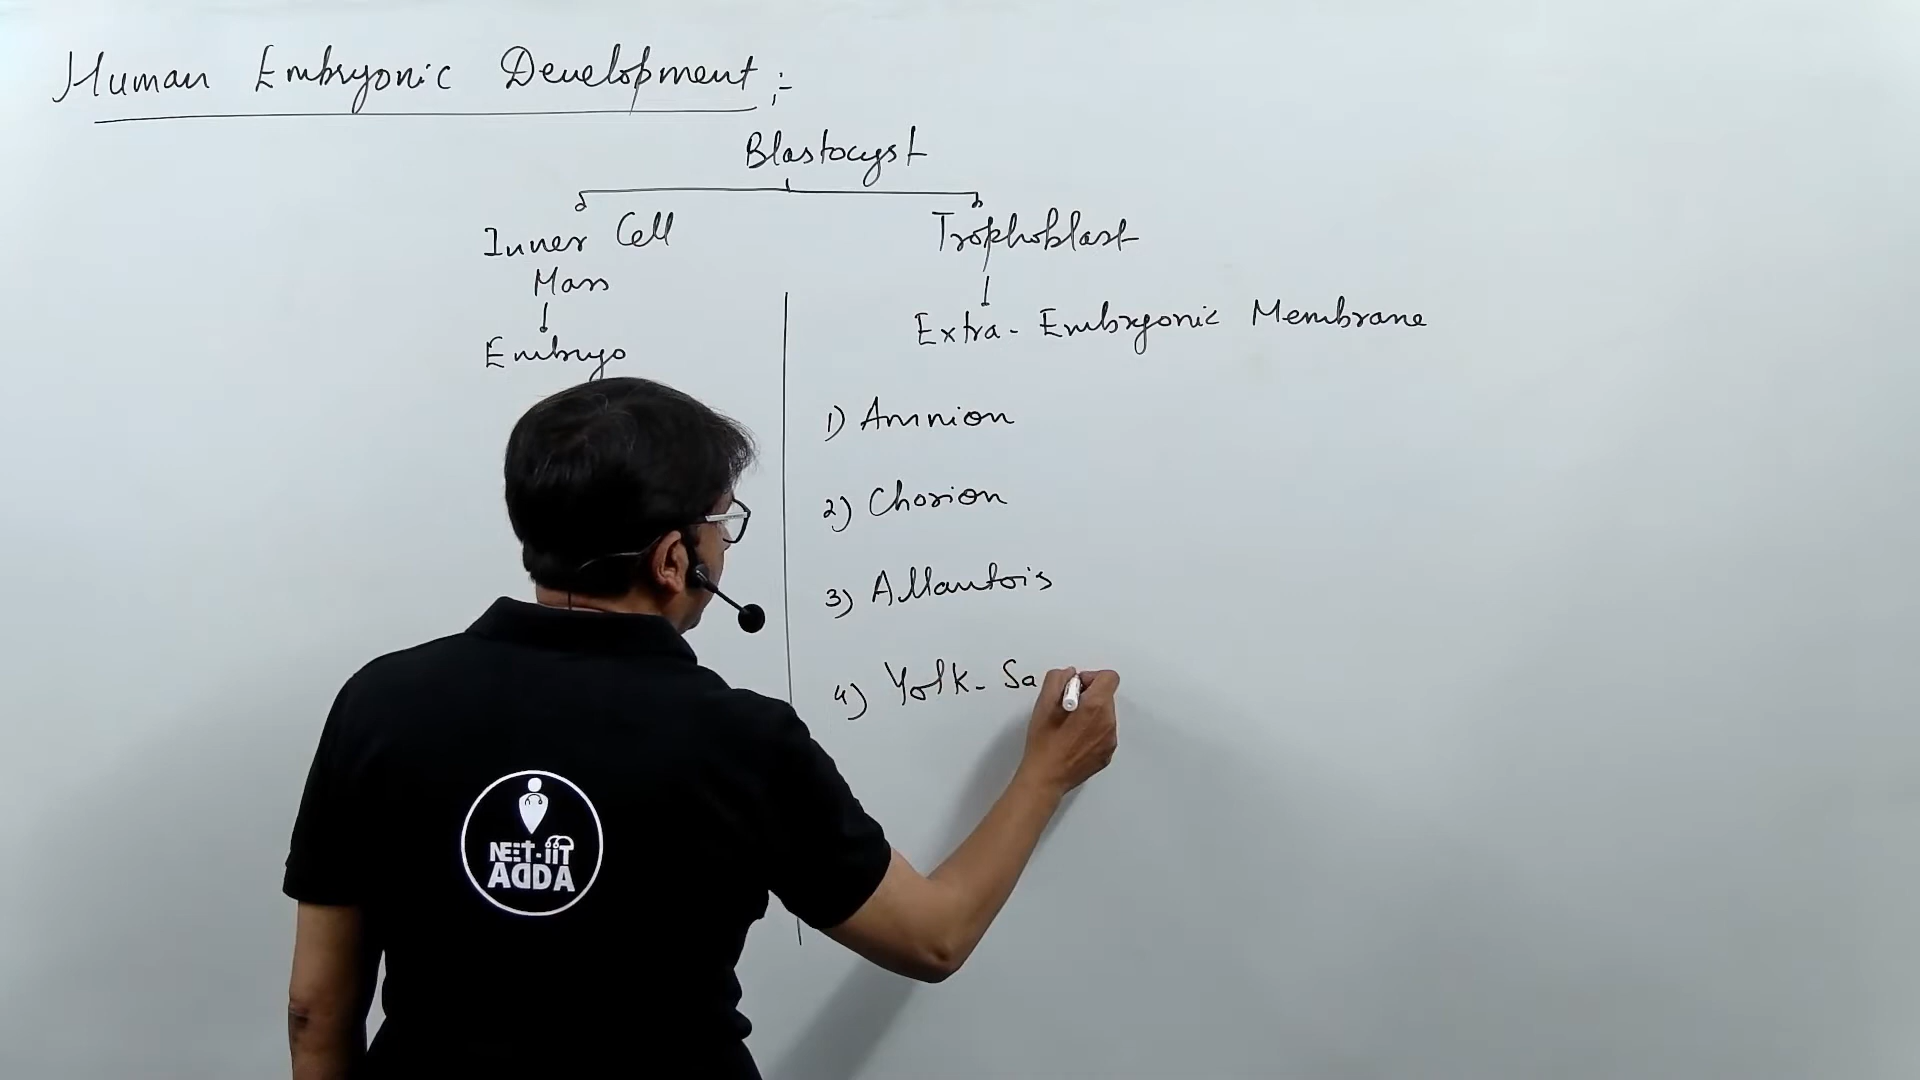 Human Embryonic Development :-
Blastocyst
Inner Cell
Mass
Embryo
Trophoblast
Extra-Embryonic Membrane
1) Amnion
2) Chorion
3) Allantois
4) Yolk-Sa
NEET-iiT
ADDA